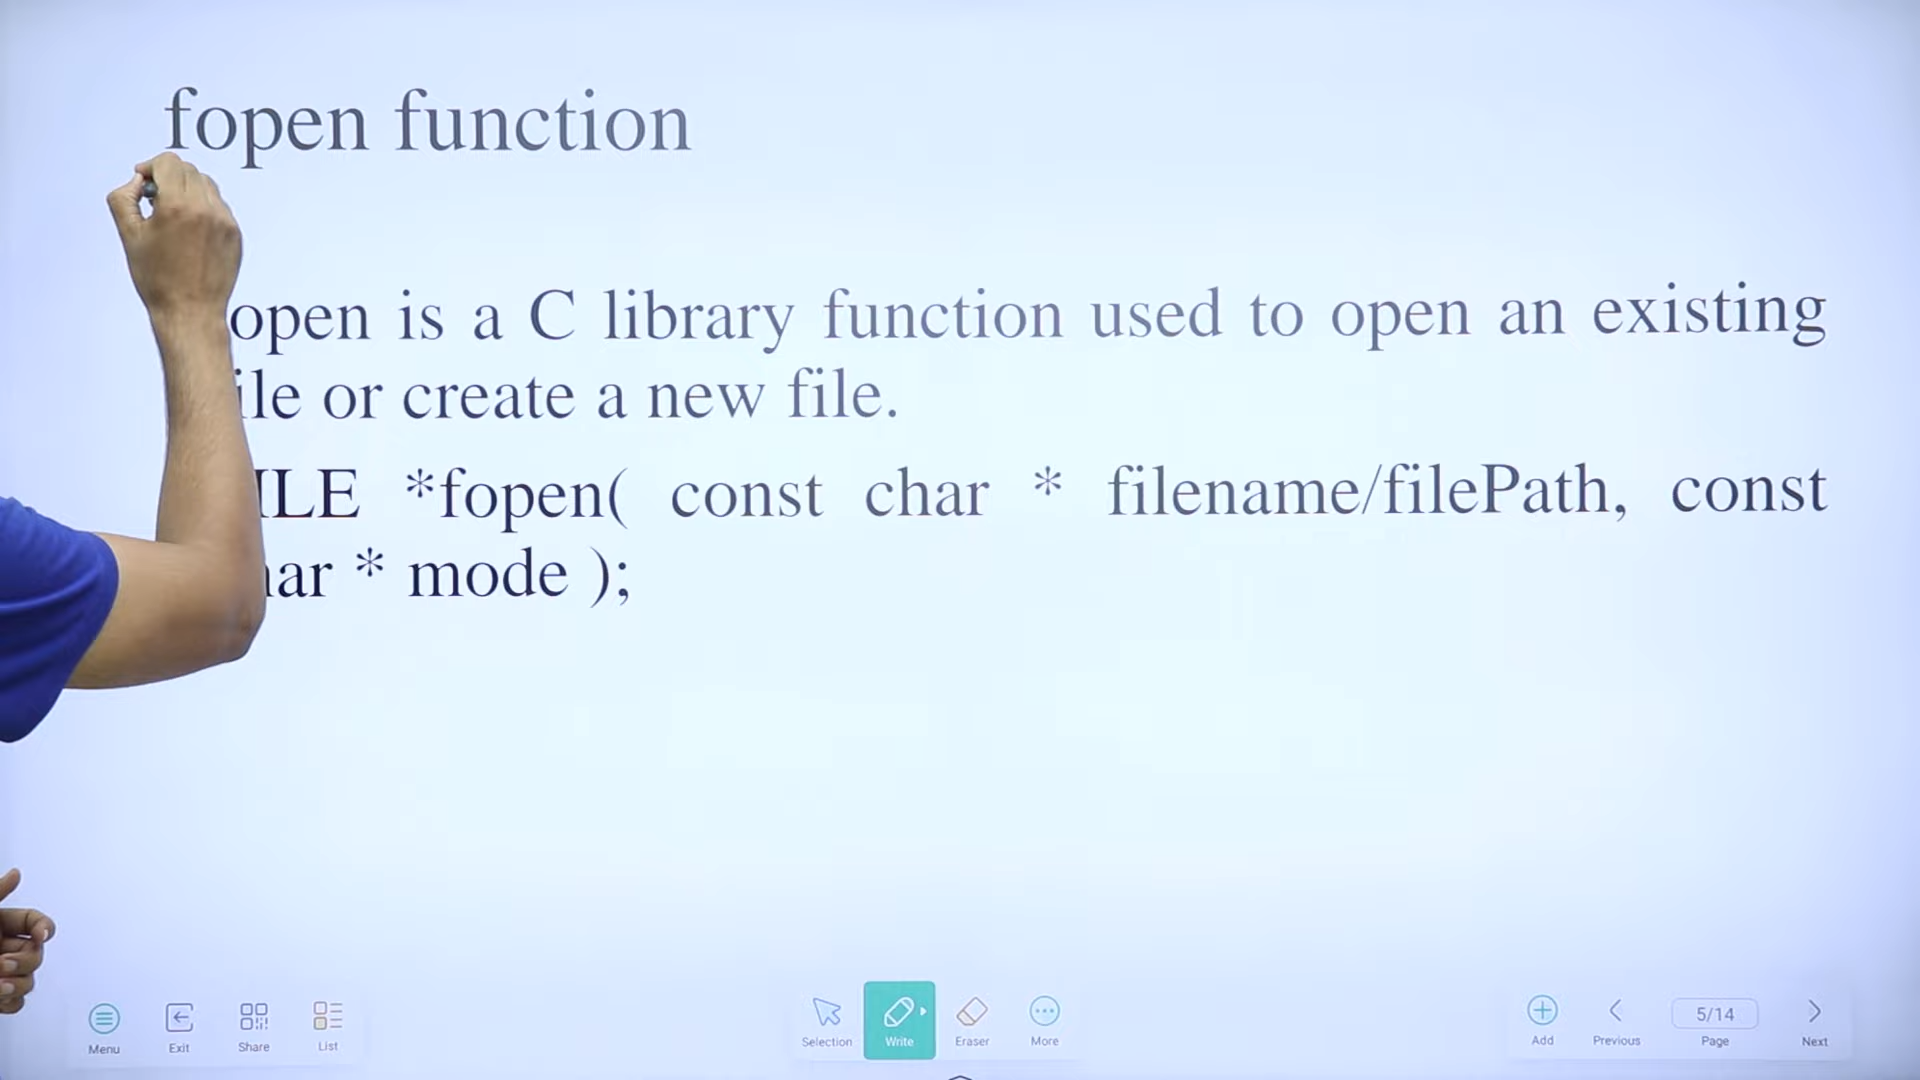 fopen function
open is a C library function used to open an existing
ile or create a new file.
ILE *fopen( const char * filename/filePath, const
ar * mode );
Menu
Exit
Share
List
Selection
Write
Eraser
More
Add
Previous
5/14
Page
Next